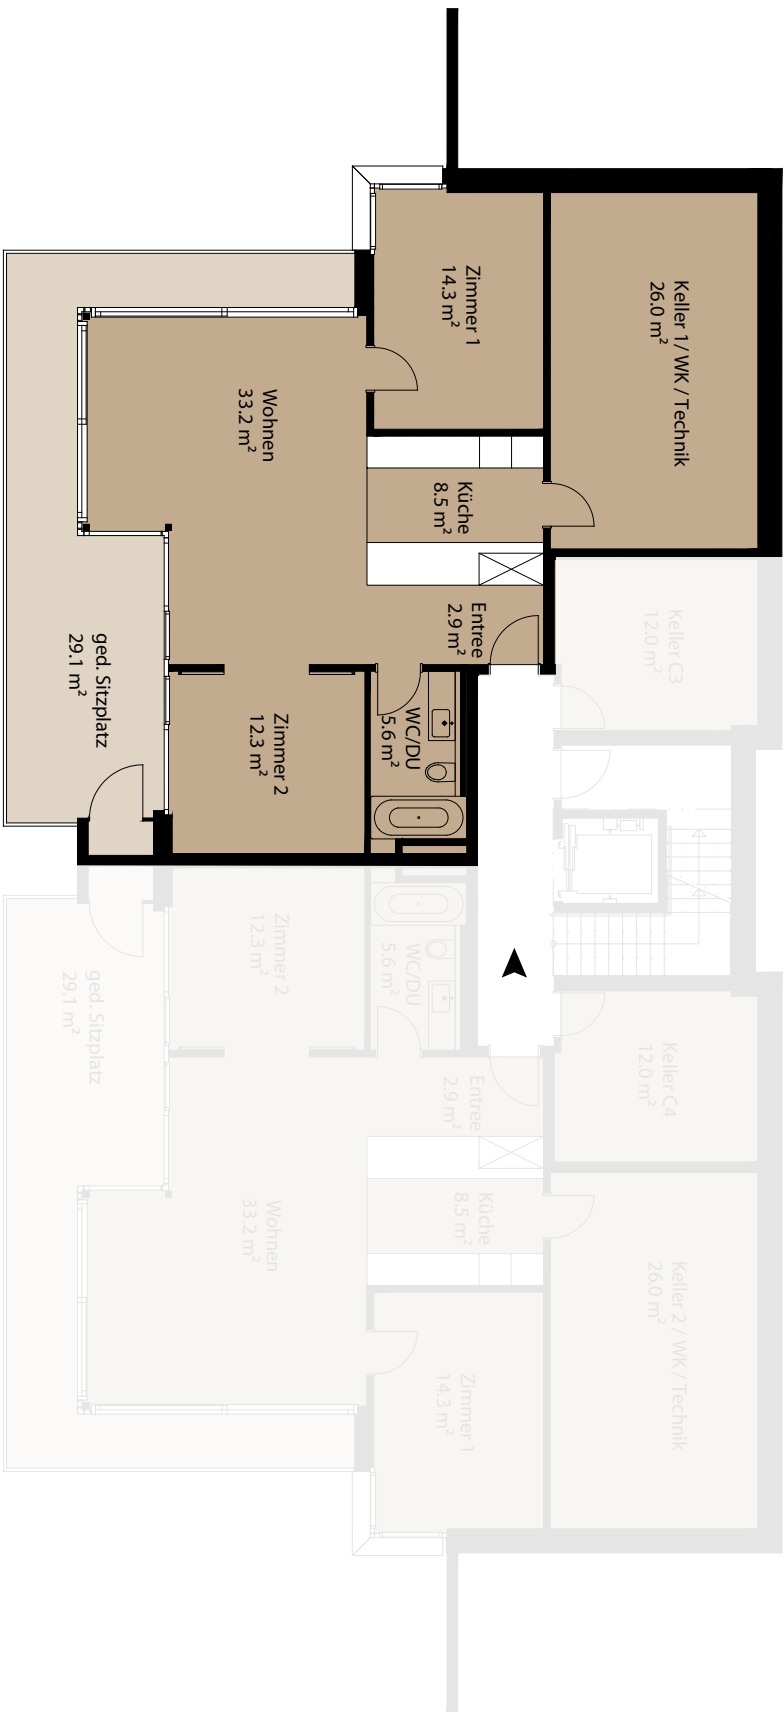 Zimmer 1
14.3 m²
Keller 1/ WK / Technik
26.0 m²
Wohnen
33.2 m²
Küche
8.5 m²
Entree
2.9 m²
Keller C3
12.0 m²
ged. Sitzplatz
29.1 m²
Zimmer 2
12.3 m²
WC/DU
5.6 m²
Zimmer 2
12.3 m²
WC/DU
5.6 m²
ged. Sitzplatz
29.1 m²
Entree
2.9 m²
Keller C4
12.0 m²
Wohnen
33.2 m²
Küche
8.5 m²
Keller 2 / WK / Technik
26.0 m²
Zimmer 1
14.3 m²